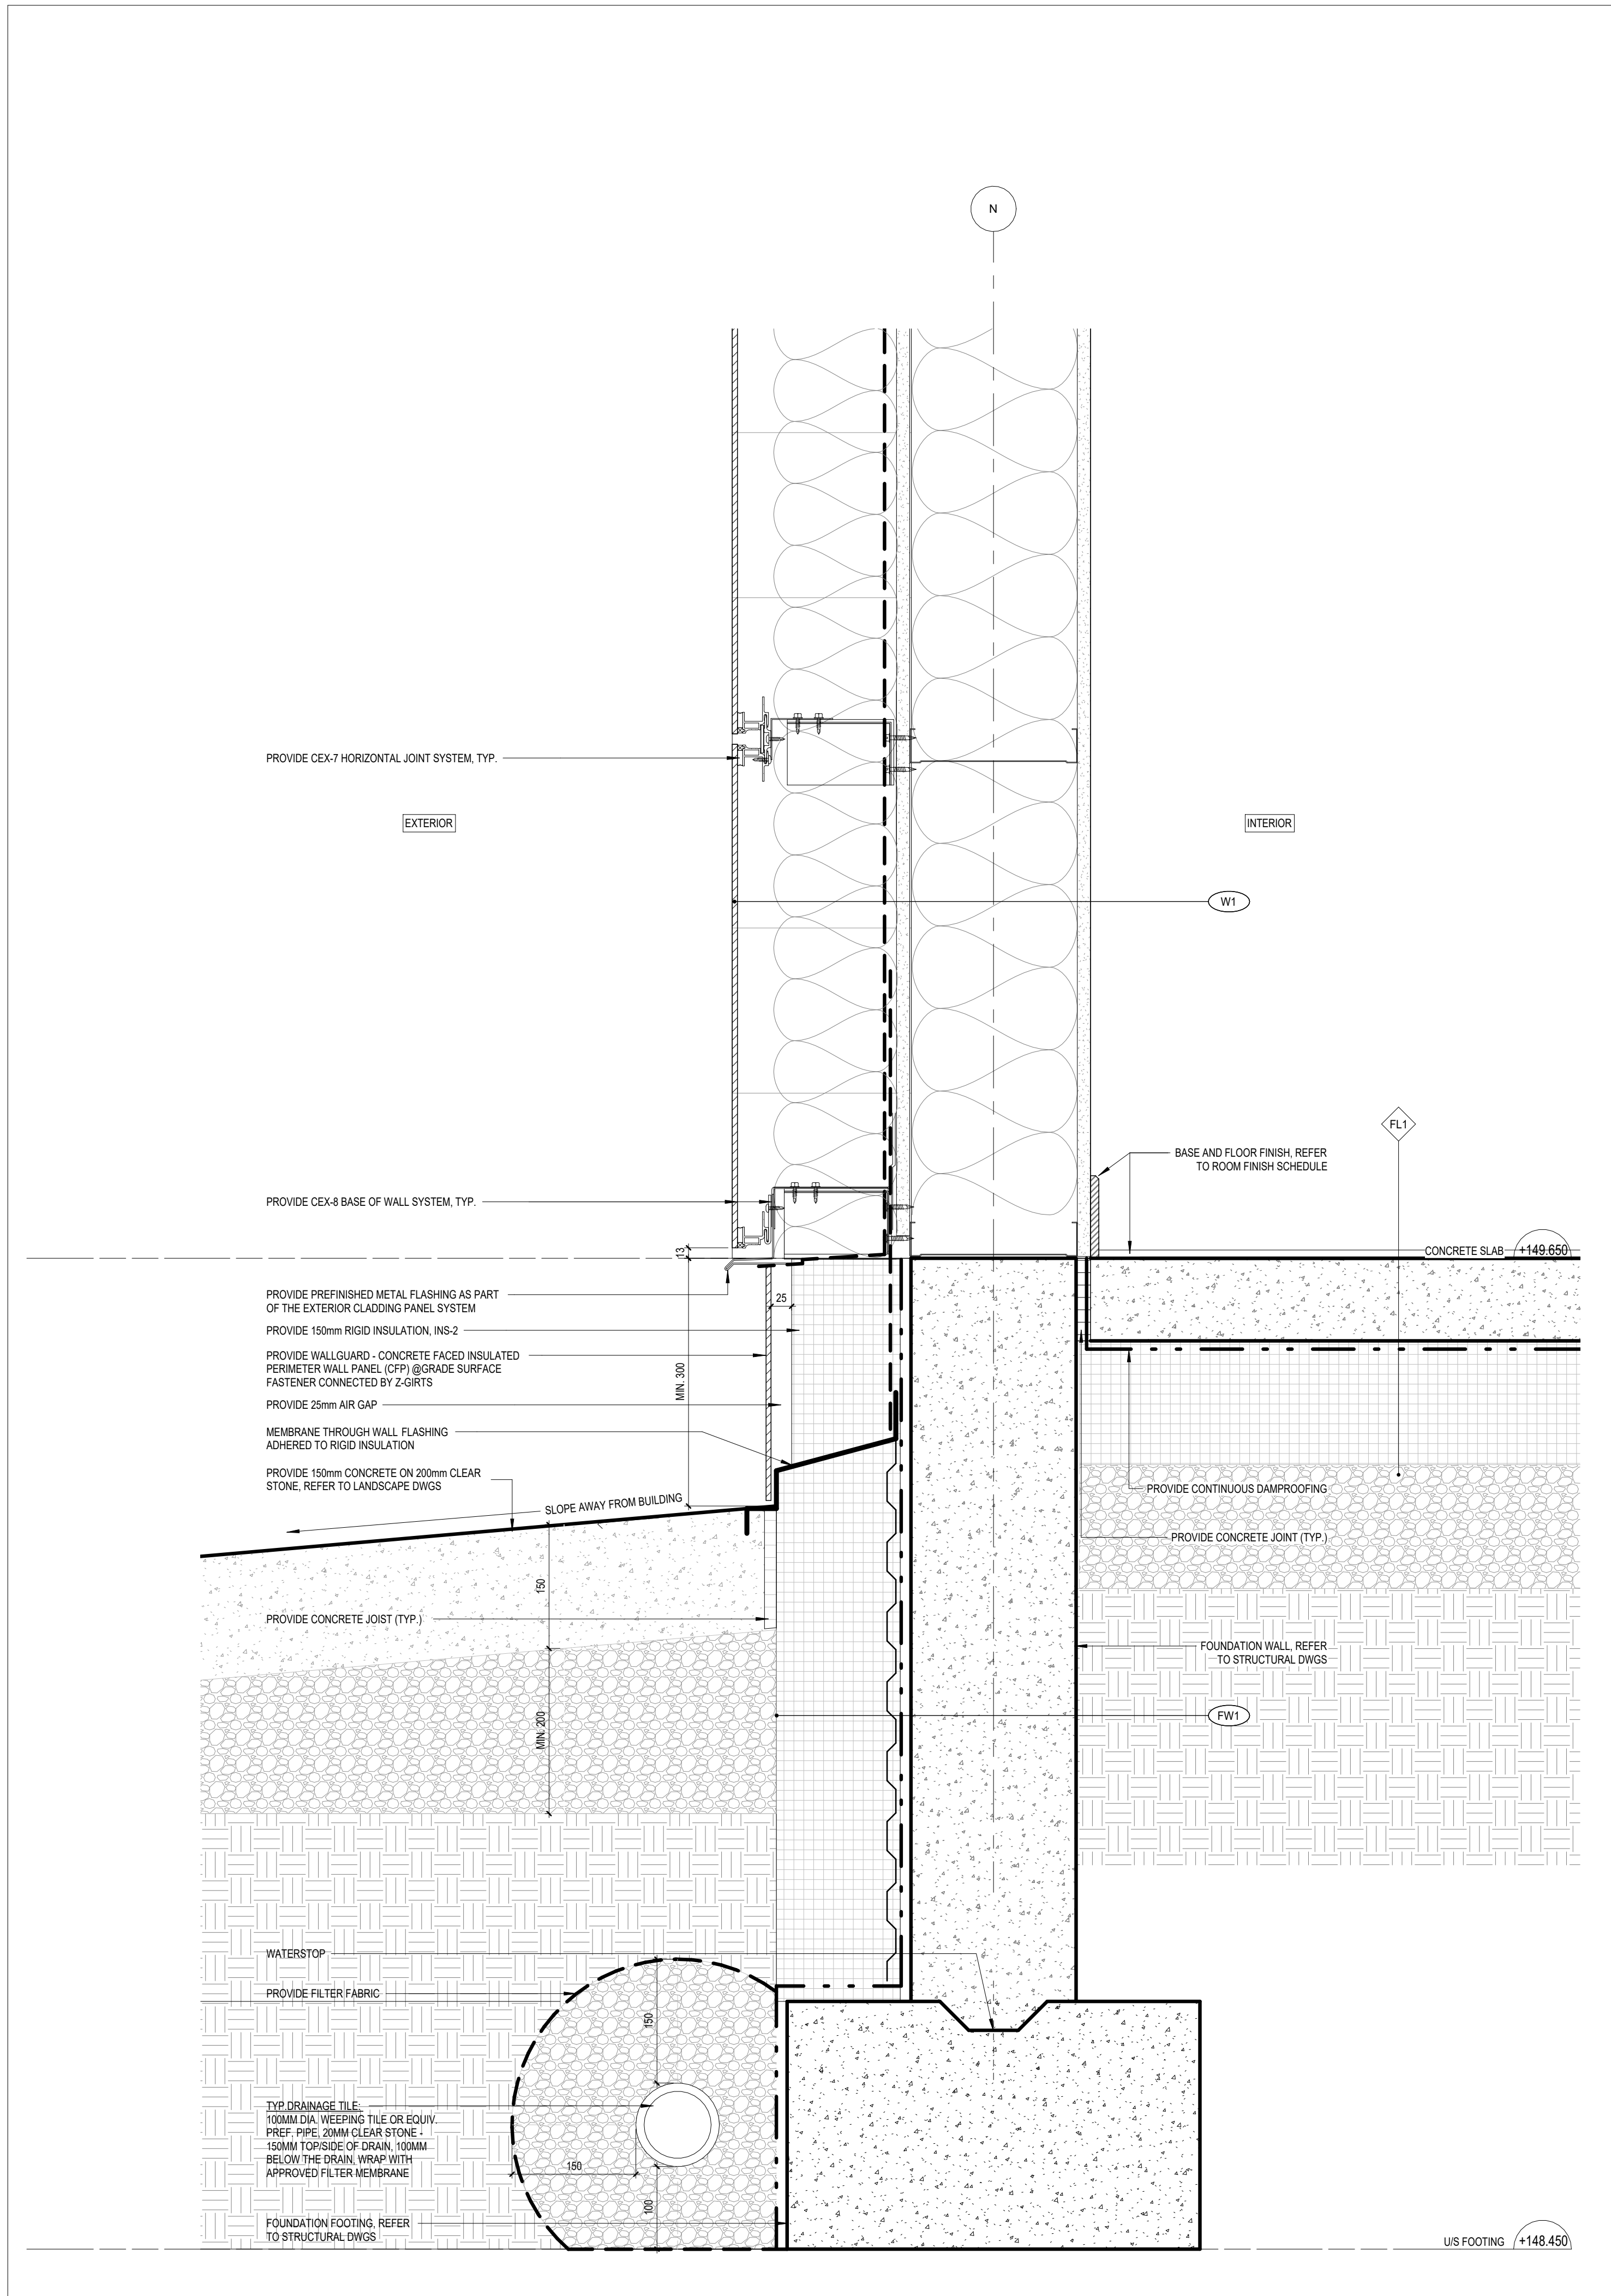 N
PROVIDE CEX-7 HORIZONTAL JOINT SYSTEM, TYP.
EXTERIOR
INTERIOR
W1
FL1
BASE AND FLOOR FINISH, REFER
TO ROOM FINISH SCHEDULE
PROVIDE CEX-8 BASE OF WALL SYSTEM, TYP.
13
CONCRETE SLAB
+149.650
PROVIDE PREFINISHED METAL FLASHING AS PART
OF THE EXTERIOR CLADDING PANEL SYSTEM
25
PROVIDE 150mm RIGID INSULATION, INS-2
PROVIDE WALLGUARD - CONCRETE FACED INSULATED
PERIMETER WALL PANEL (CFP) @GRADE SURFACE
FASTENER CONNECTED BY Z-GIRTS
MIN. 300
PROVIDE 25mm AIR GAP
MEMBRANE THROUGH WALL FLASHING
ADHERED TO RIGID INSULATION
PROVIDE 150mm CONCRETE ON 200mm CLEAR
STONE, REFER TO LANDSCAPE DWGS
PROVIDE CONTINUOUS DAMPROOFING
SLOPE AWAY FROM BUILDING
PROVIDE CONCRETE JOINT (TYP.)
150
PROVIDE CONCRETE JOIST (TYP.)
FOUNDATION WALL, REFER
TO STRUCTURAL DWGS
FW1
MIN. 200
WATERSTOP
PROVIDE FILTER FABRIC
150
TYP.DRAINAGE TILE:
100MM DIA. WEEPING TILE OR EQUIV.
PREF. PIPE, 20MM CLEAR STONE -
150MM TOP/SIDE OF DRAIN, 100MM
BELOW THE DRAIN, WRAP WITH
APPROVED FILTER MEMBRANE
150
100
FOUNDATION FOOTING, REFER
TO STRUCTURAL DWGS
U/S FOOTING
+148.450